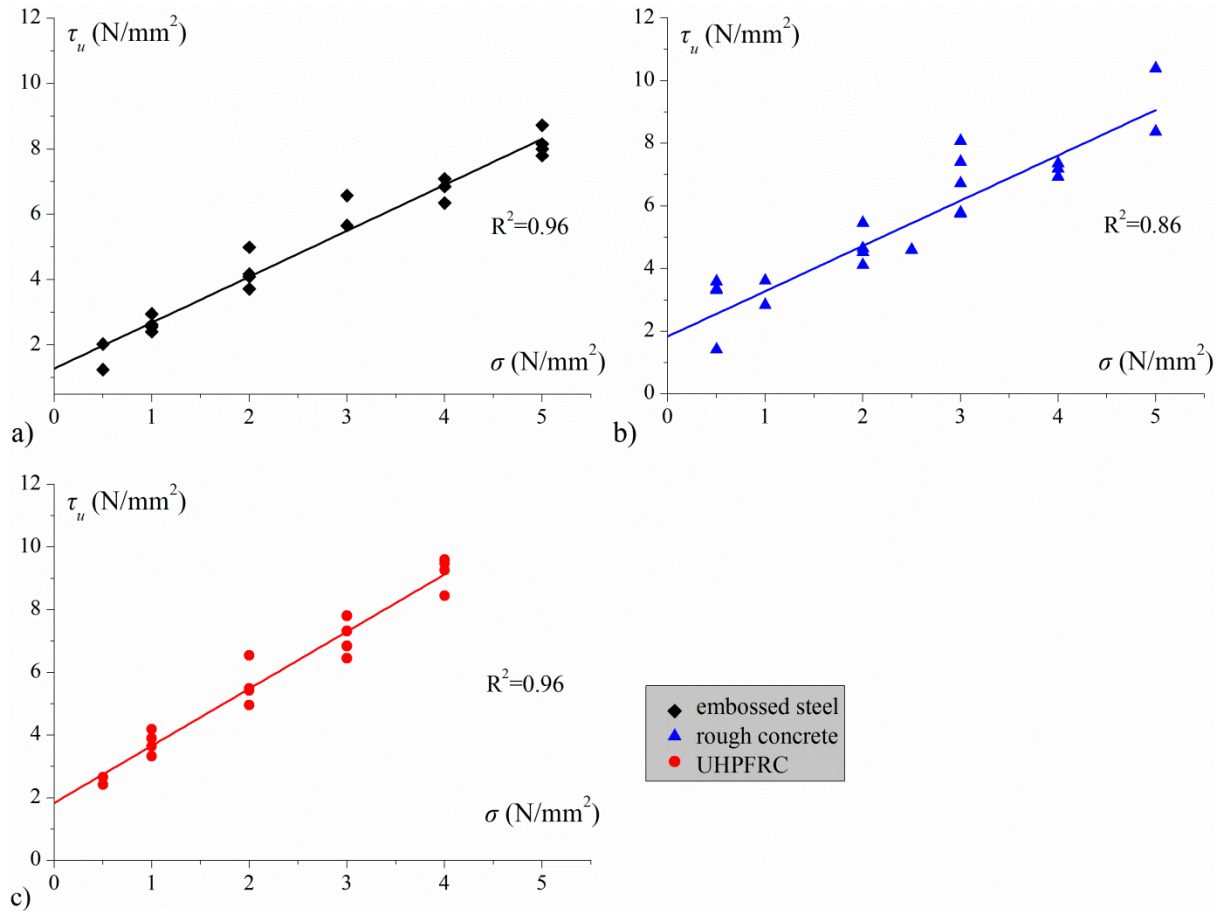 12
τu (N/mm²)
10
8
6
R²=0.96
4
2
σ (N/mm²)
0 1 2 3 4 5
a)
12
τu (N/mm²)
10
8
6
R²=0.86
4
2
σ (N/mm²)
0
0 1 2 3 4 5
b)
12
τu (N/mm²)
10
8
6
R²=0.96
4
2
σ (N/mm²)
0
0 1 2 3 4 5
c)
embossed steel
rough concrete
UHPFRC